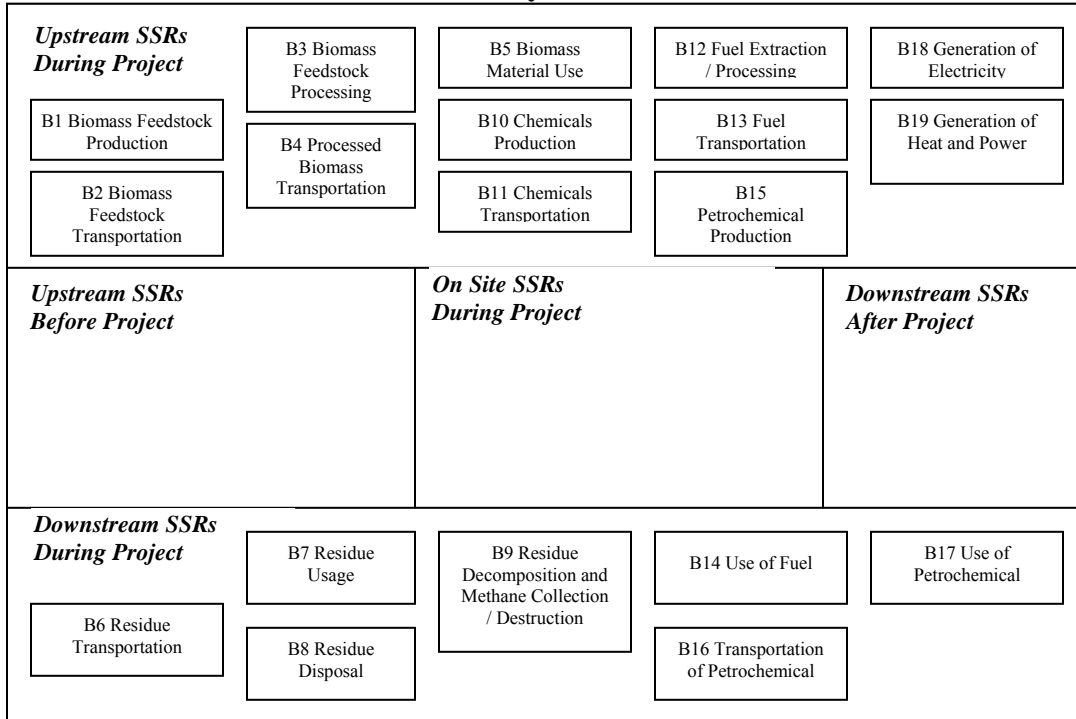 Upstream SSRs
During Project
B1 Biomass Feedstock
Production
B2 Biomass
Feedstock
Transportation
B3 Biomass
Feedstock
Processing
B4 Processed
Biomass
Transportation
B5 Biomass
Material Use
B10 Chemicals
Production
B11 Chemicals
Transportation
B12 Fuel Extraction
/ Processing
B13 Fuel
Transportation
B15
Petrochemical
Production
B18 Generation of
Electricity
B19 Generation of
Heat and Power
Upstream SSRs
Before Project
On Site SSRs
During Project
Downstream SSRs
After Project
Downstream SSRs
During Project
B6 Residue
Transportation
B7 Residue
Usage
B8 Residue
Disposal
B9 Residue
Decomposition and
Methane Collection
/ Destruction
B14 Use of Fuel
B16 Transportation
of Petrochemical
B17 Use of
Petrochemical